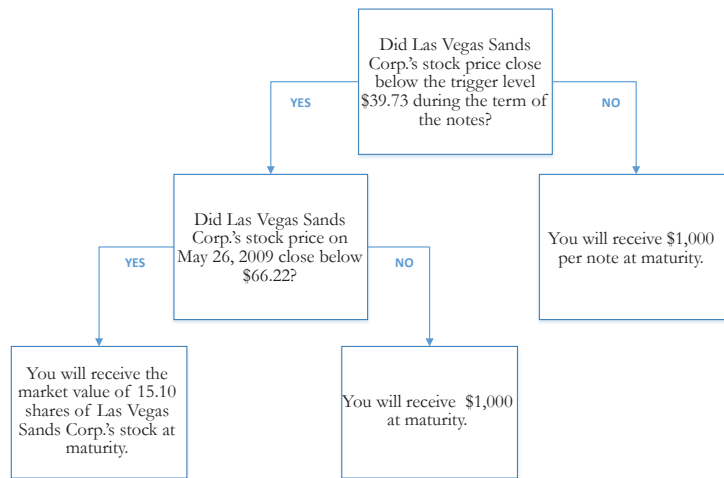 Did Las Vegas Sands
Corp.'s stock price close
below the trigger level
$39.73 during the term of
the notes?
YES
NO
Did Las Vegas Sands
Corp.'s stock price on
May 26, 2009 close below
$66.22?
You will receive $1,000
per note at maturity.
YES
NO
You will receive the
market value of 15.10
shares of Las Vegas
Sands Corp.'s stock at
maturity.
You will receive $1,000
at maturity.